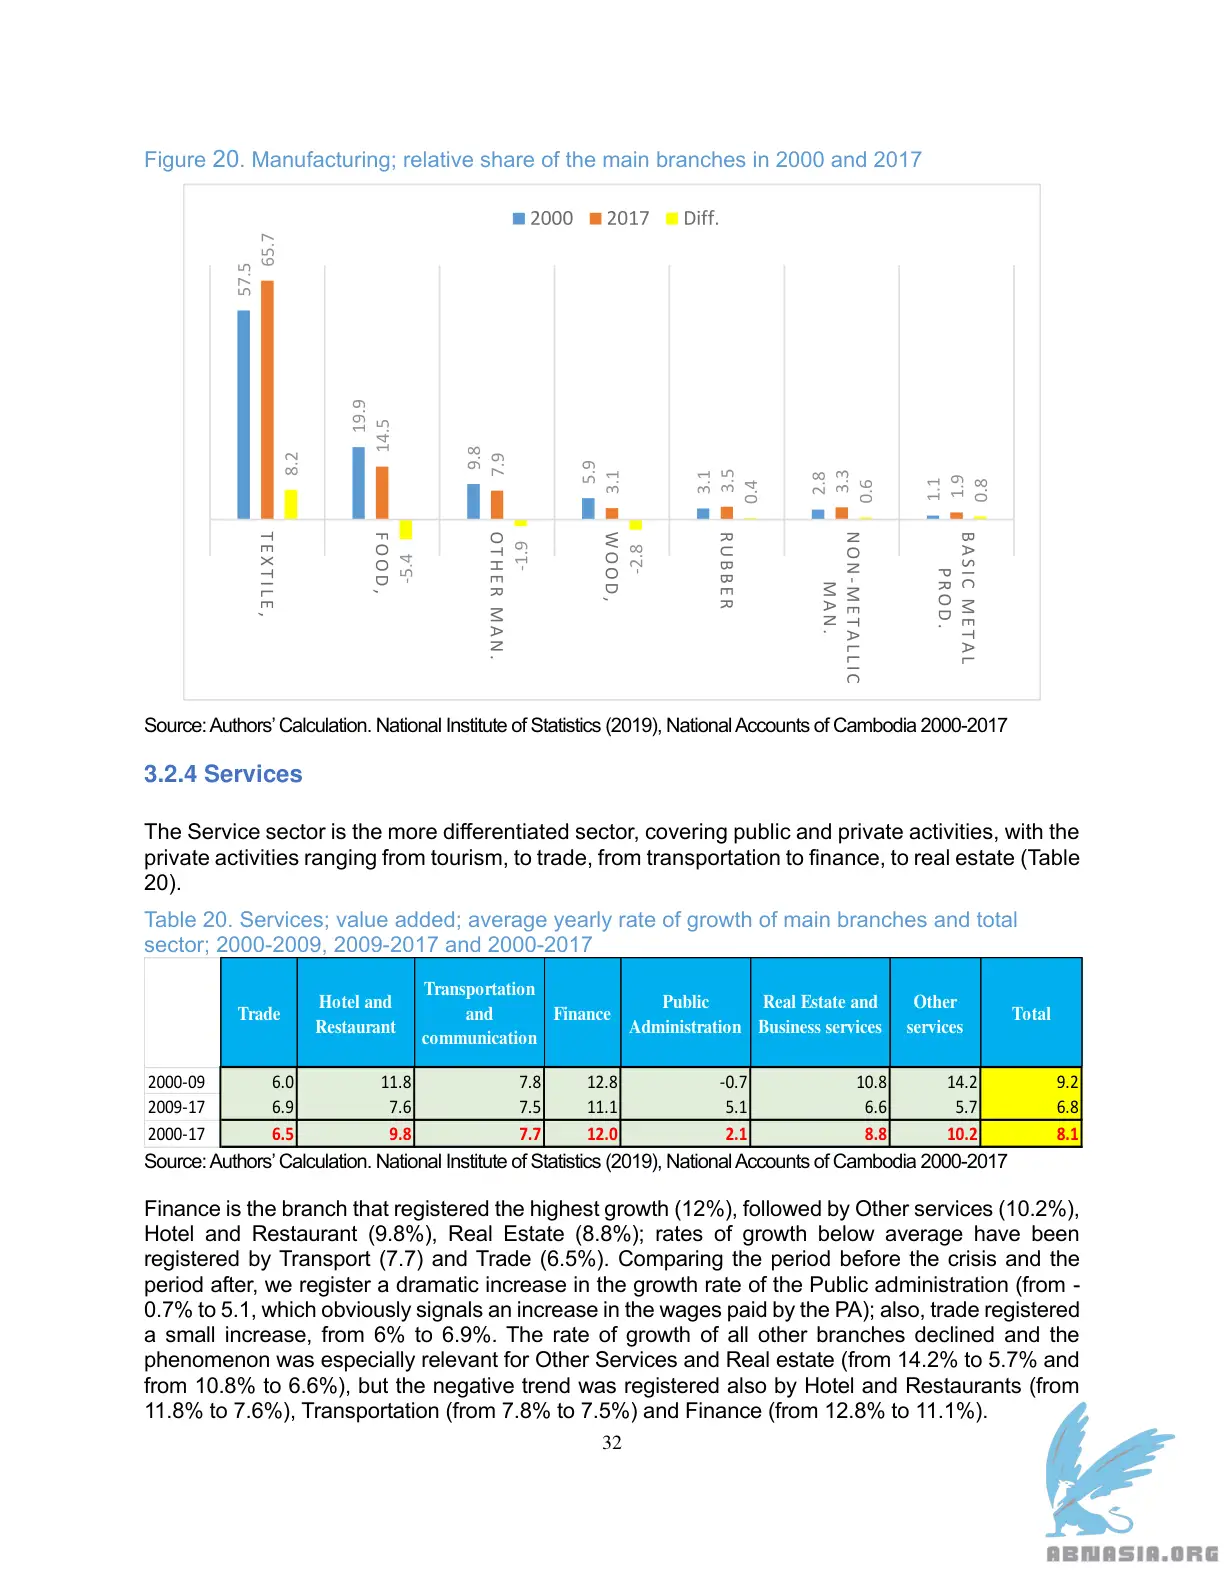 Figure 20. Manufacturing; relative share of the main branches in 2000 and 2017
2000 2017 Diff.
57.5 65.7 8.2
19.9 14.5 -5.4
9.8 7.9 -1.9
5.9 3.1 -2.8
3.1 3.5 0.4
2.8 3.3 0.6
1.1 1.9 0.8
TEXTILE,
FOOD,
OTHER MAN.
WOOD,
RUBBER
NON-METALLIC
MAN.
BASIC METAL
PROD.
Source: Authors’ Calculation. National Institute of Statistics (2019), National Accounts of Cambodia 2000-2017
3.2.4 Services
The Service sector is the more differentiated sector, covering public and private activities, with the
private activities ranging from tourism, to trade, from transportation to finance, to real estate (Table
20).
Table 20. Services; value added; average yearly rate of growth of main branches and total
sector; 2000-2009, 2009-2017 and 2000-2017
Trade
Hotel and
Restaurant
Transportation
and
communication
Finance
Public
Administration
Real Estate and
Business services
Other
services
Total
2000-09 6.0 11.8 7.8 12.8 -0.7 10.8 14.2 9.2
2009-17 6.9 7.6 7.5 11.1 5.1 6.6 5.7 6.8
2000-17 6.5 9.8 7.7 12.0 2.1 8.8 10.2 8.1
Source: Authors’ Calculation. National Institute of Statistics (2019), National Accounts of Cambodia 2000-2017
Finance is the branch that registered the highest growth (12%), followed by Other services (10.2%),
Hotel and Restaurant (9.8%), Real Estate (8.8%); rates of growth below average have been
registered by Transport (7.7) and Trade (6.5%). Comparing the period before the crisis and the
period after, we register a dramatic increase in the growth rate of the Public administration (from -
0.7% to 5.1, which obviously signals an increase in the wages paid by the PA); also, trade registered
a small increase, from 6% to 6.9%. The rate of growth of all other branches declined and the
phenomenon was especially relevant for Other Services and Real estate (from 14.2% to 5.7% and
from 10.8% to 6.6%), but the negative trend was registered also by Hotel and Restaurants (from
11.8% to 7.6%), Transportation (from 7.8% to 7.5%) and Finance (from 12.8% to 11.1%).
32
ABNASIA.ORG